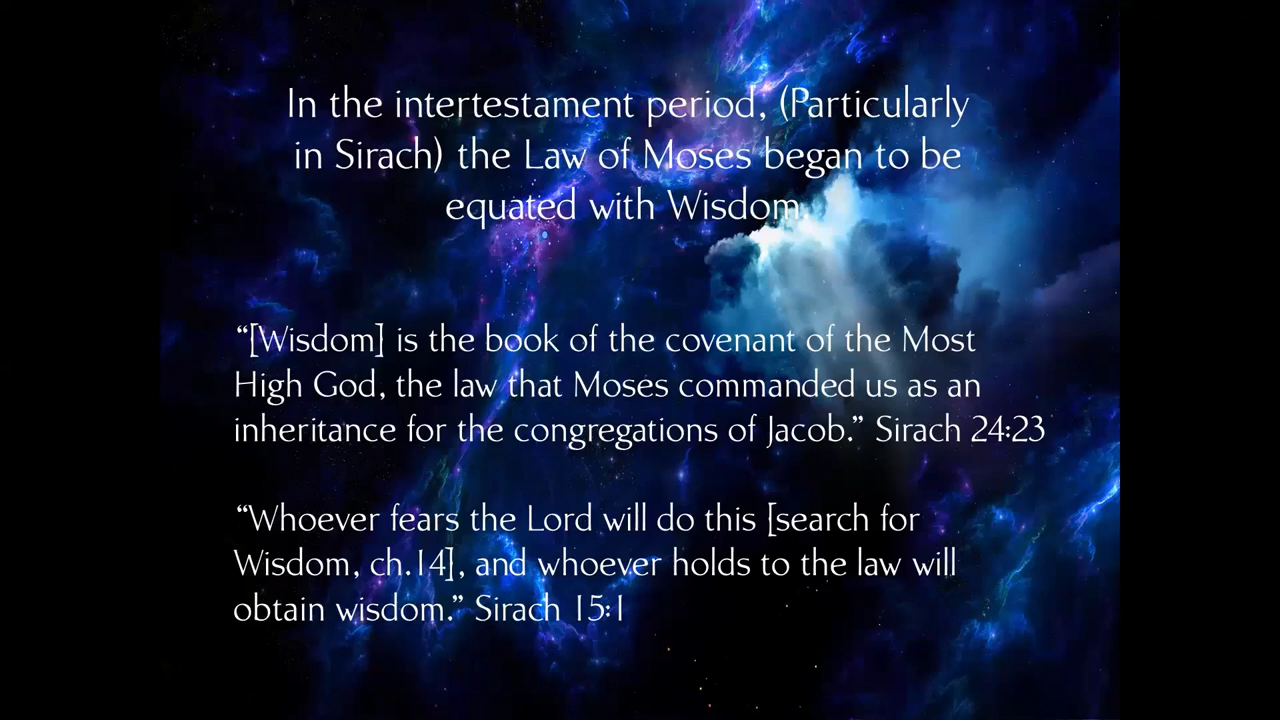 In the intertestament period, (Particularly
in Sirach) the Law of Moses began to be
equated with Wisdom.
“[Wisdom] is the book of the covenant of the Most
High God, the law that Moses commanded us as an
inheritance for the congregations of Jacob.” Sirach 24:23
“Whoever fears the Lord will do this [search for
Wisdom, ch.14], and whoever holds to the law will
obtain wisdom.” Sirach 15:1